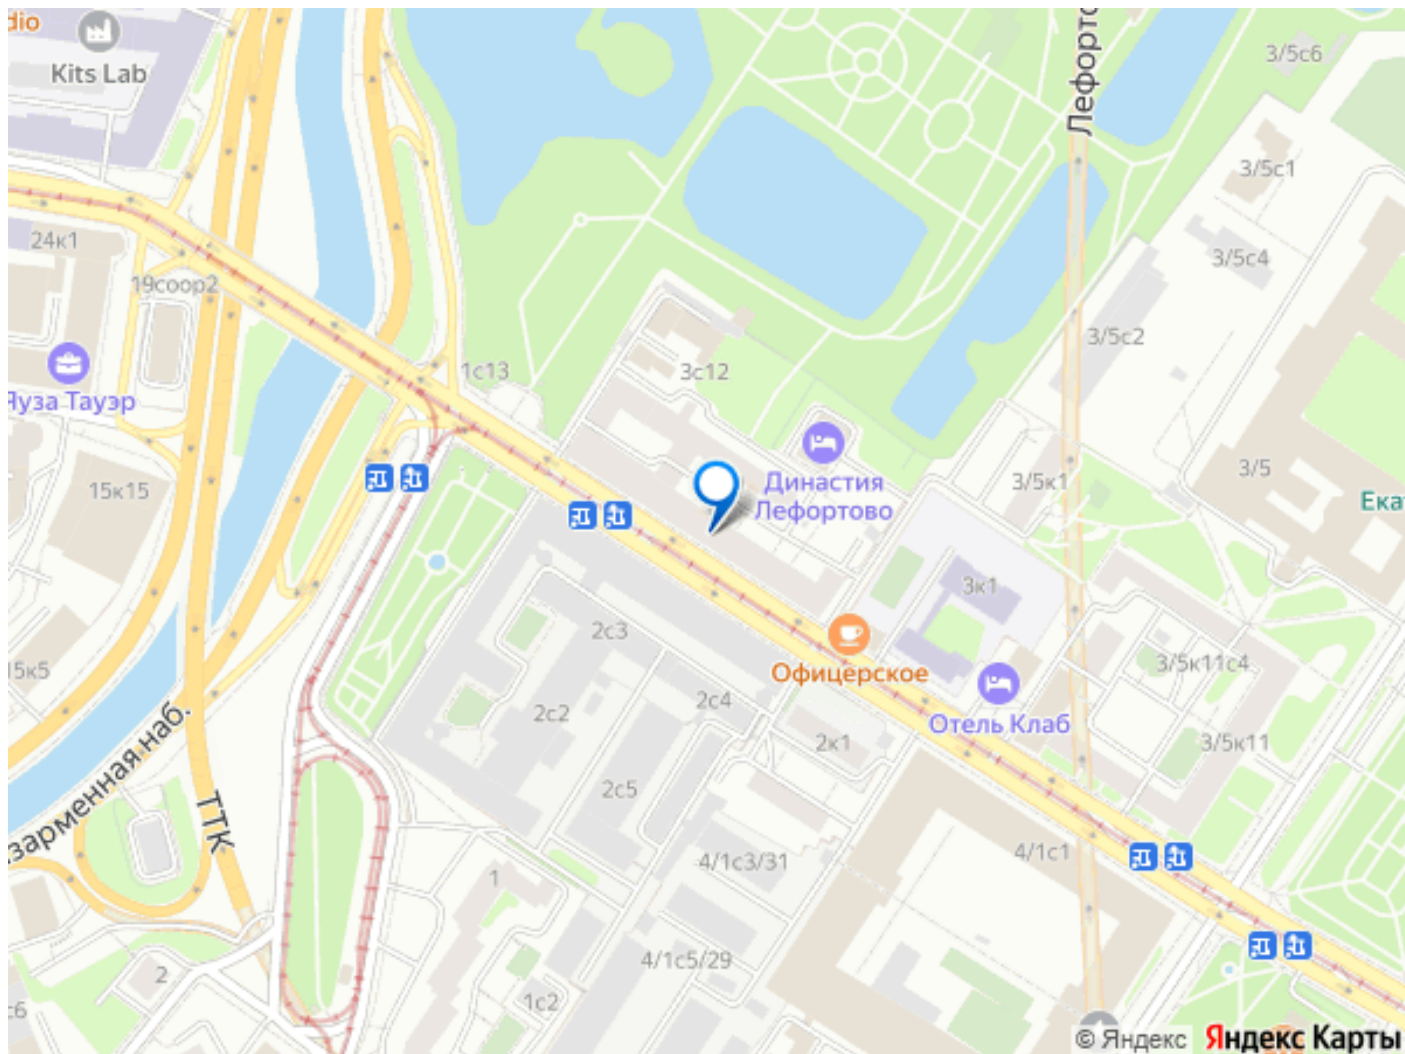 dio
Kits Lab
Лефорто
3/5с6
3/5с1
24к1
19соор2
3/5с4
3/5с2
Яуза Тауэр
1с13
3с12
15к15
Династия
Лефортово
3/5к1
3/5
Ека
3к1
2с3
15к5
Офицерское
3/5к11с4
2с4
2с2
Отель Клаб
2к1
3/5к11
зарменная наб.
ТТК
2с5
4/1с3/31
4/1с1
1
2
4/1с5/29
1с2
с6
© Яндекс Яндекс Карты